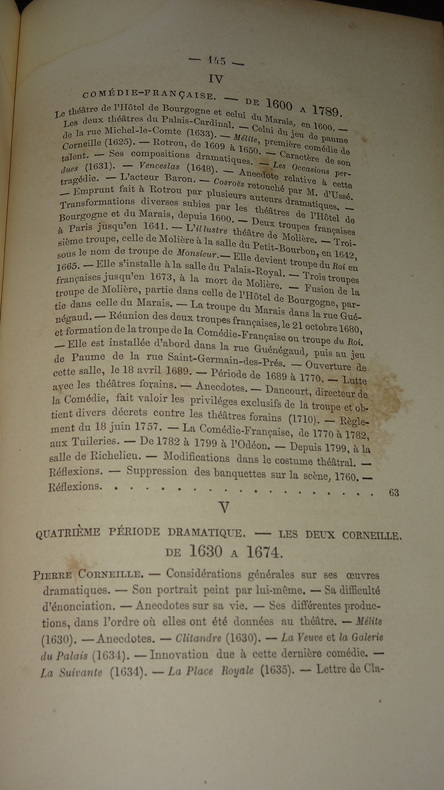 — 145 —
IV
COMÉDIE-FRANÇAISE. — DE 1600 A 1789.
Le théâtre de l'Hôtel de Bourgogne et celui du Marais, en 1600. —
Les deux théâtres du Palais-Cardinal. — Celui du jeu de paume
de la rue Michel-le-Comte (1633). — Mélite, première comédie de
Corneille (1625). — Rotrou, de 1609 à 1650. — Caractère de son
talent. — Ses compositions dramatiques. — Les Occasions per-
dues (1631). — Venceslas (1648). — Anecdote relative à cette
tragédie. — L'acteur Baron. — Cosroès retouché par M. d'Ussé.
— Emprunt fait à Rotrou par plusieurs auteurs dramatiques. —
Transformations diverses subies par les théâtres de l'Hôtel de
Bourgogne et du Marais, depuis 1600. — Deux troupes françaises
à Paris jusqu'en 1641. — L'illustre théâtre de Molière. — Troi-
sième troupe, celle de Molière à la salle du Petit-Bourbon, en 1642,
sous le nom de troupe de Monsieur. — Elle devient troupe du Roi en
1665. — Elle s'installe à la salle du Palais-Royal. — Trois troupes
françaises jusqu'en 1673, à la mort de Molière. — Fusion de la
troupe de Molière, partie dans celle de l'Hôtel de Bourgogne, par-
tie dans celle du Marais. — La troupe du Marais dans la rue Gué-
négaud. — Réunion des deux troupes françaises, le 21 octobre 1680,
et formation de la troupe de la Comédie-Française ou troupe du Roi.
— Elle est installée d'abord dans la rue Guénégaud, puis au jeu
de Paume de la rue Saint-Germain-des-Prés. — Ouverture de
cette salle, le 18 avril 1689. — Période de 1689 à 1770. — Lutte
avec les théâtres forains. — Anecdotes. — Dancourt, directeur de
la Comédie, fait valoir les priviléges exclusifs de la troupe et ob-
tient divers décrets contre les théâtres forains (1710). — Règle-
ment du 18 juin 1757. — La Comédie-Française, de 1770 à 1782,
aux Tuileries. — De 1782 à 1799 à l'Odéon. — Depuis 1799, à la
salle de Richelieu. — Modifications dans le costume théâtral. —
Réflexions. — Suppression des banquettes sur la scène, 1760. —
Réflexions. . . . . . . . . . . . . . . . . . 63
V
QUATRIÈME PÉRIODE DRAMATIQUE. — LES DEUX CORNEILLE.
DE 1630 A 1674.
PIERRE CORNEILLE. — Considérations générales sur ses œuvres
dramatiques. — Son portrait peint par lui-même. — Sa difficulté
d'énonciation. — Anecdotes sur sa vie. — Ses différentes produc-
tions, dans l'ordre où elles ont été données au théâtre. — Mélite
(1630). — Anecdotes. — Clitandre (1630). — La Veuve et la Galerie
du Palais (1634). — Innovation due à cette dernière comédie. —
La Suivante (1634). — La Place Royale (1635). — Lettre de Cla-